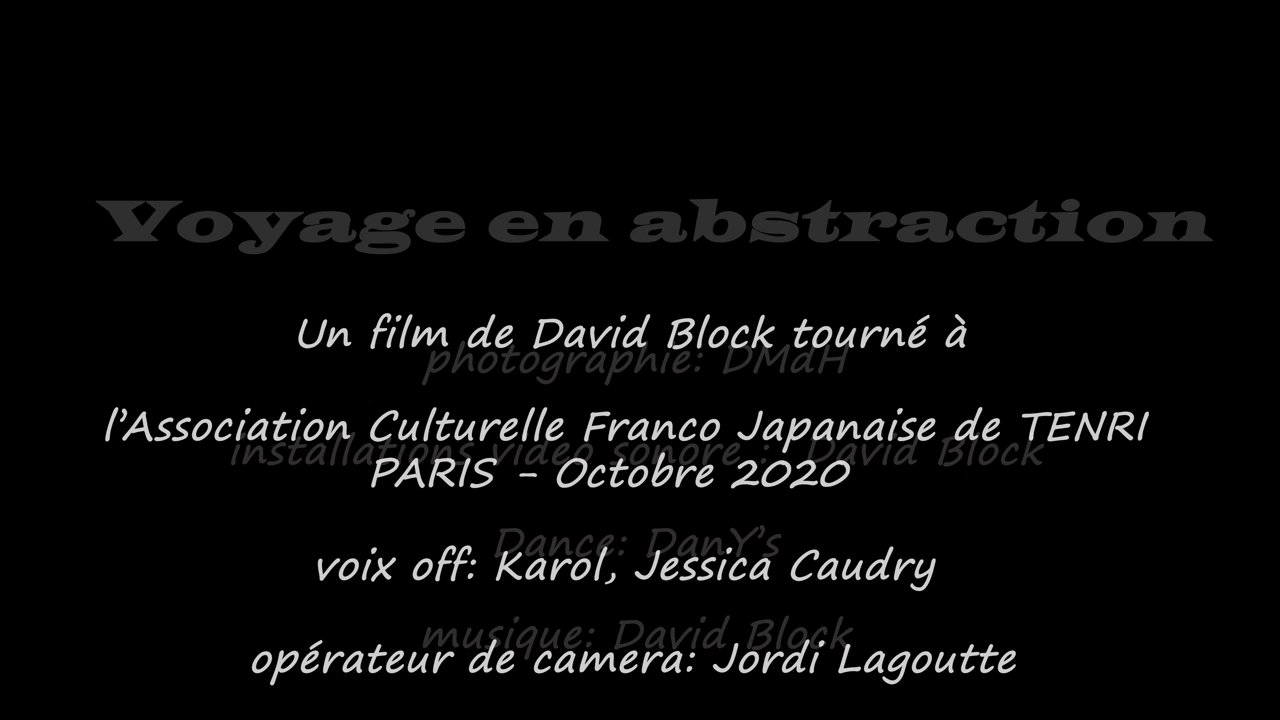 Voyage en abstraction
Un film de David Block tourné à
photographie: DMdH
l’Association Culturelle Franco Japanaise de TENRI
installations video sonore : David Block
PARIS - Octobre 2020
Dance: DanY’s
voix off: Karol, Jessica Caudry
musique: David Block
opérateur de camera: Jordi Lagoutte